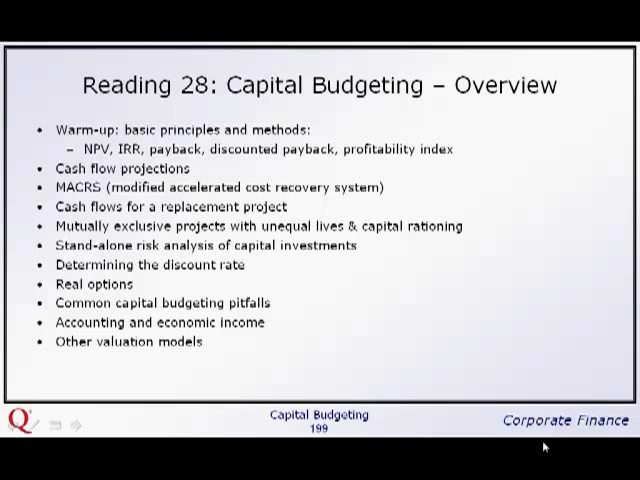 Reading 28: Capital Budgeting – Overview
• Warm-up: basic principles and methods:
– NPV, IRR, payback, discounted payback, profitability index
• Cash flow projections
• MACRS (modified accelerated cost recovery system)
• Cash flows for a replacement project
• Mutually exclusive projects with unequal lives & capital rationing
• Stand-alone risk analysis of capital investments
• Determining the discount rate
• Real options
• Common capital budgeting pitfalls
• Accounting and economic income
• Other valuation models
Q
Capital Budgeting
199
Corporate Finance